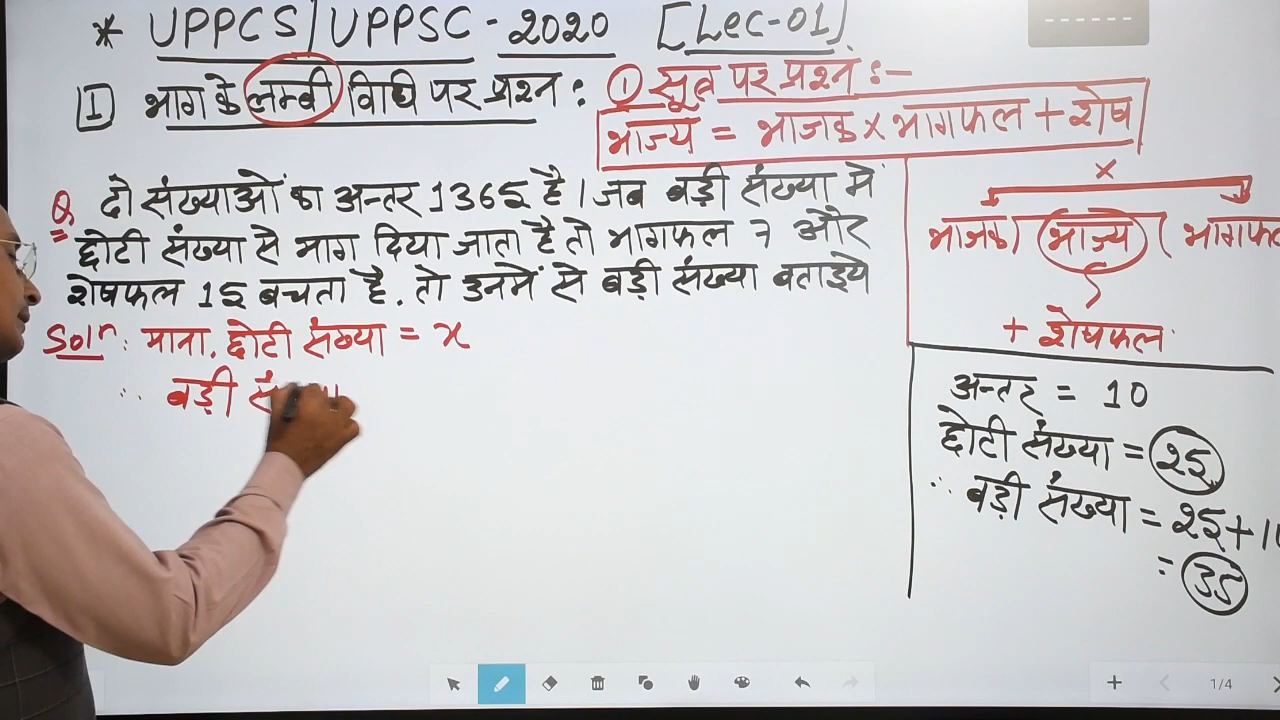 * UPPCS/UPPSC - 2020 [Lec-01]
I भाग के लम्बी विधि पर प्रश्न :
① सूत्र पर प्रश्न :-
भाज्य = भाजक x भागफल + शेष
Q. दो संख्याओं का अन्तर 1365 है। जब बड़ी संख्या में
छोटी संख्या से भाग दिया जाता है तो भागफल 7 और
शेषफल 15 बचता है. तो उनमें से बड़ी संख्या बताइये
Solⁿ : माना, छोटी संख्या = x
∴ बड़ी
x
भाजक) भाज्य (
+ शेषफल
अन्तर = 10
छोटी संख्या = 25
∴ बड़ी संख्या = 25+
= 35
1/4